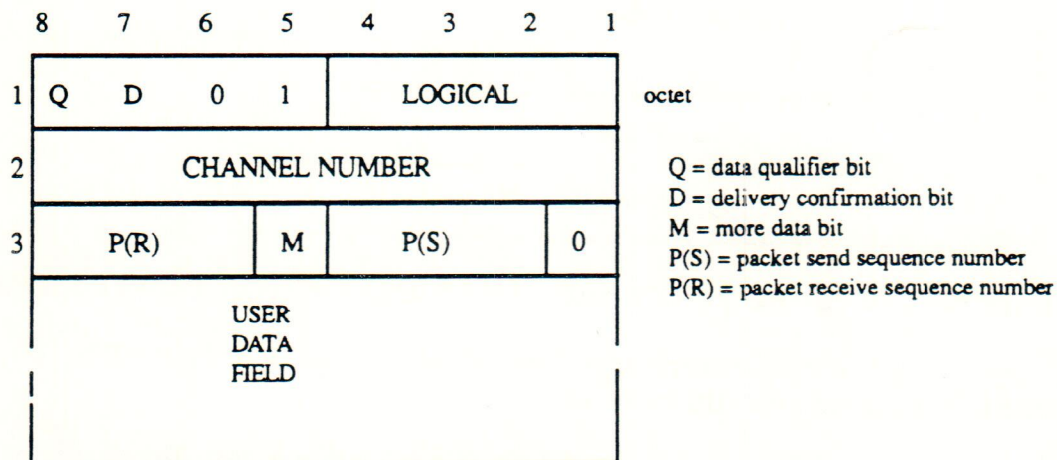 8 7 6 5 4 3 2 1
1 Q D 0 1 LOGICAL octet
2 CHANNEL NUMBER
3 P(R) M P(S) 0
USER
DATA
FIELD
Q = data qualifier bit
D = delivery confirmation bit
M = more data bit
P(S) = packet send sequence number
P(R) = packet receive sequence number